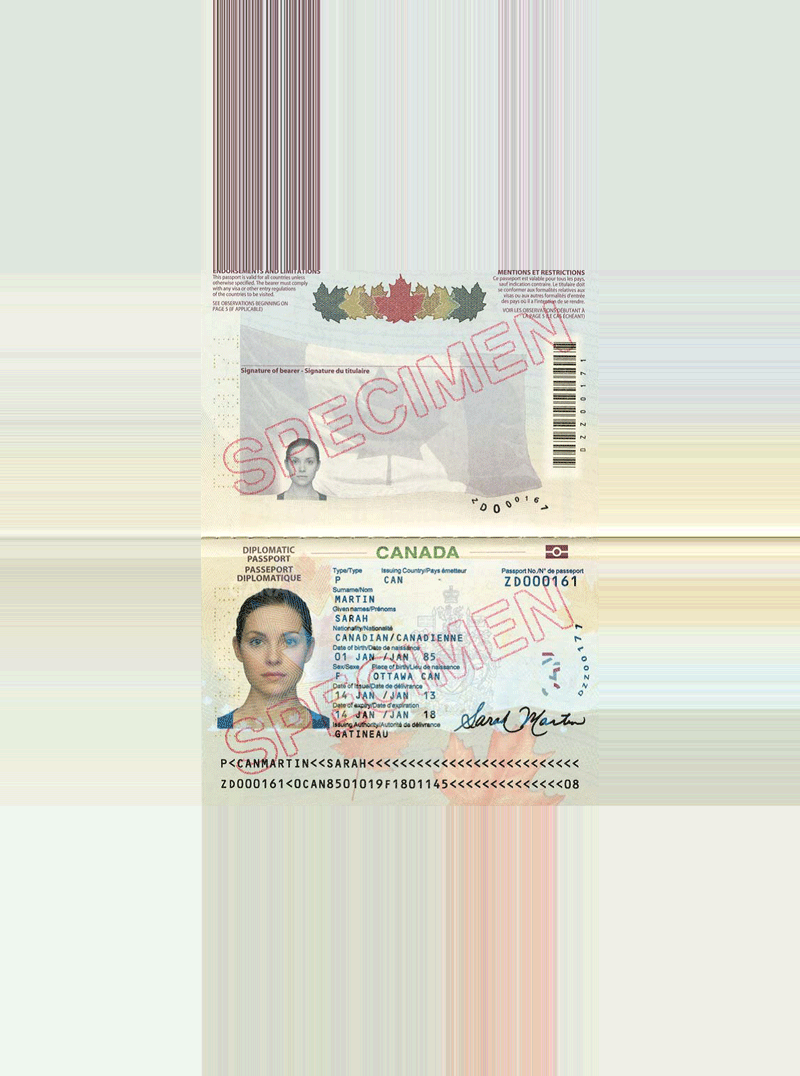 ENDORSEMENTS AND LIMITATIONS
This passport is valid for all countries unless
otherwise specified. The bearer must comply
with any visa or other entry regulations
of the countries to be visited.
SEE OBSERVATIONS BEGINNING ON
PAGE 5 (IF APPLICABLE)
MENTIONS ET RESTRICTIONS
Ce passeport est valable pour tous les pays,
sauf indication contraire. Le titulaire doit
se conformer aux formalités relatives aux
visas ou aux autres formalités d'entrée
des pays où il a l'intention de se rendre.
VOIR LES OBSERVATIONS DÉBUTANT À
LA PAGE 5 (LE CAS ÉCHÉANT)
SPECIMEN
Signature of bearer - Signature du titulaire
ZD000161
DIPLOMATIC
PASSPORT
PASSEPORT
DIPLOMATIQUE
CANADA
Type/Type Issuing Country/Pays émetteur Passport No./N° de passeport
P CAN ZD000161
Surname/Nom
MARTIN
Given names/Prénoms
SARAH
Nationality/Nationalité
CANADIAN/CANADIENNE
Date of birth/Date de naissance
01 JAN /JAN 85
Sex/Sexe Place of birth/Lieu de naissance
F OTTAWA CAN
Date of issue/Date de délivrance
14 JAN /JAN 13
Date of expiry/Date d'expiration
14 JAN /JAN 18
Issuing Authority/Autorité de délivrance
GATINEAU
Sarah Martin
SPECIMEN
P<CANMARTIN<<SARAH<<<<<<<<<<<<<<<<<<<<<<<<<<
ZD000161<0CAN8501019F1801145<<<<<<<<<<<<<<08